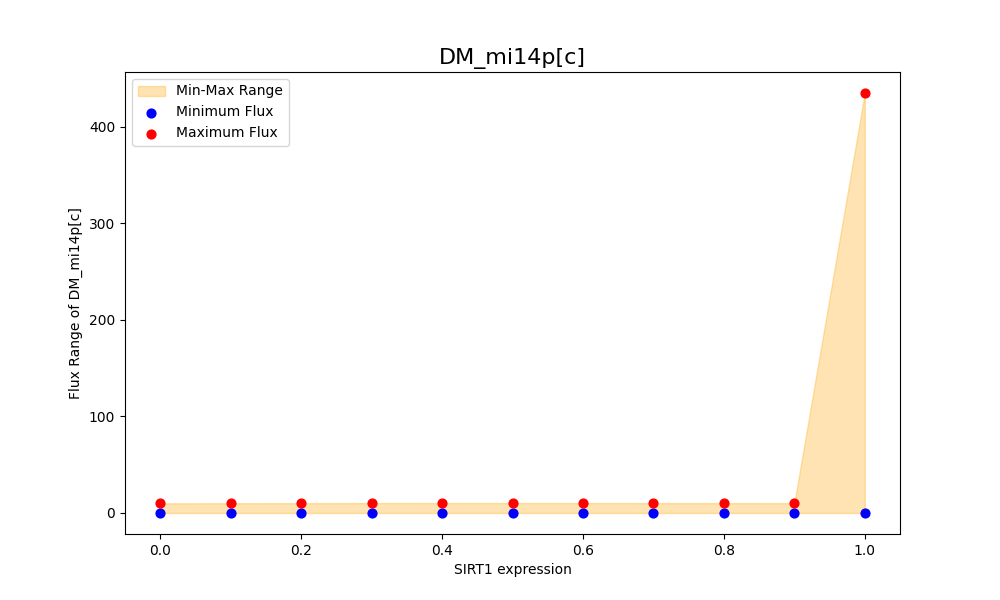 DM_mi14p[c]
Min-Max Range
Minimum Flux
Maximum Flux
Flux Range of DM_mi14p[c]
400
300
200
100
0
0.0 0.2 0.4 0.6 0.8 1.0
SIRT1 expression